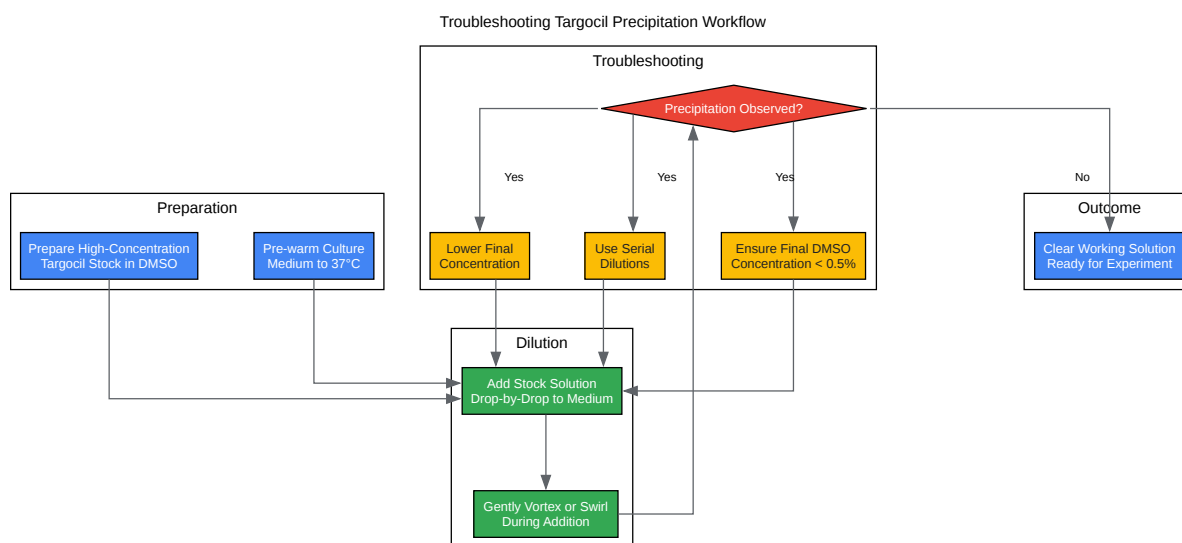 Troubleshooting Targocil Precipitation Workflow
Troubleshooting
Precipitation Observed?
Yes
Yes
Yes
No
Preparation
Outcome
Prepare High-Concentration
Targocil Stock in DMSO
Pre-warm Culture
Medium to 37°C
Lower Final
Concentration
Use Serial
Dilutions
Ensure Final DMSO
Concentration < 0.5%
Clear Working Solution
Ready for Experiment
Dilution
Add Stock Solution
Drop-by-Drop to Medium
Gently Vortex or Swirl
During Addition